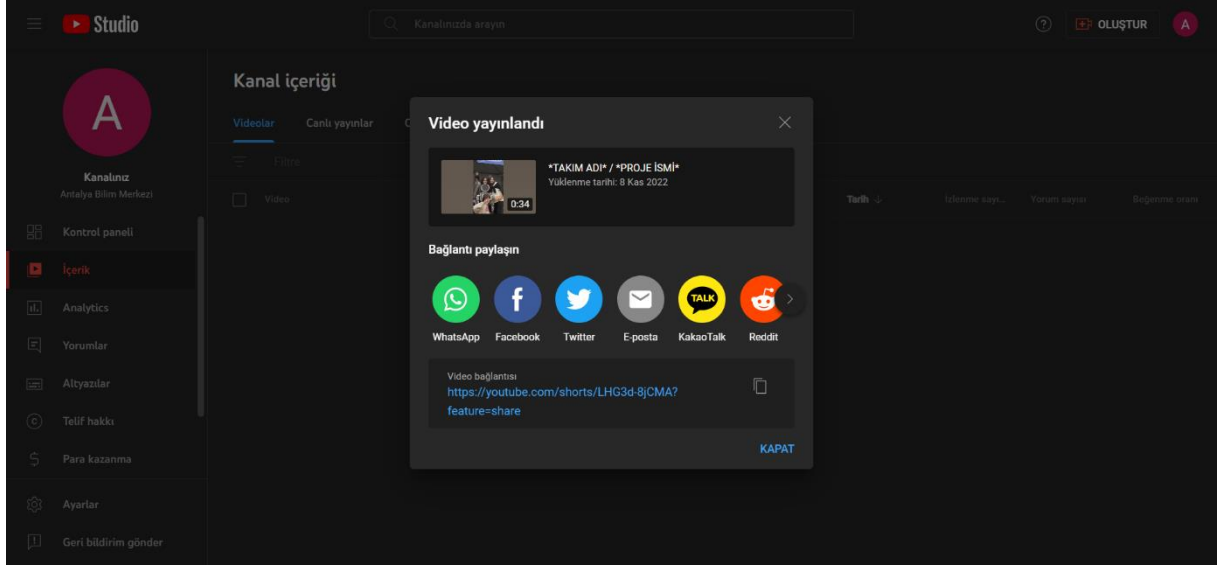 Studio
Kanalınızda arayın
OLUŞTUR
A
A
Kanalınız
Antalya Bilim Merkezi
Kontrol paneli
İçerik
Analytics
Yorumlar
Altyazılar
Telif hakkı
Para kazanma
Ayarlar
Geri bildirim gönder
Kanal içeriği
Videolar Canlı yayınlar
Filtre
Video Tarih İzlenme sayı... Yorum sayısı Beğenme oranı
Video yayınlandı
0:34
*TAKIM ADI* / *PROJE İSMİ*
Yüklenme tarihi: 8 Kas 2022
Bağlantı paylaşın
TALK
WhatsApp Facebook Twitter E-posta KakaoTalk Reddit
Video bağlantısı
https://youtube.com/shorts/LHG3d-8jCMA?
feature=share
KAPAT